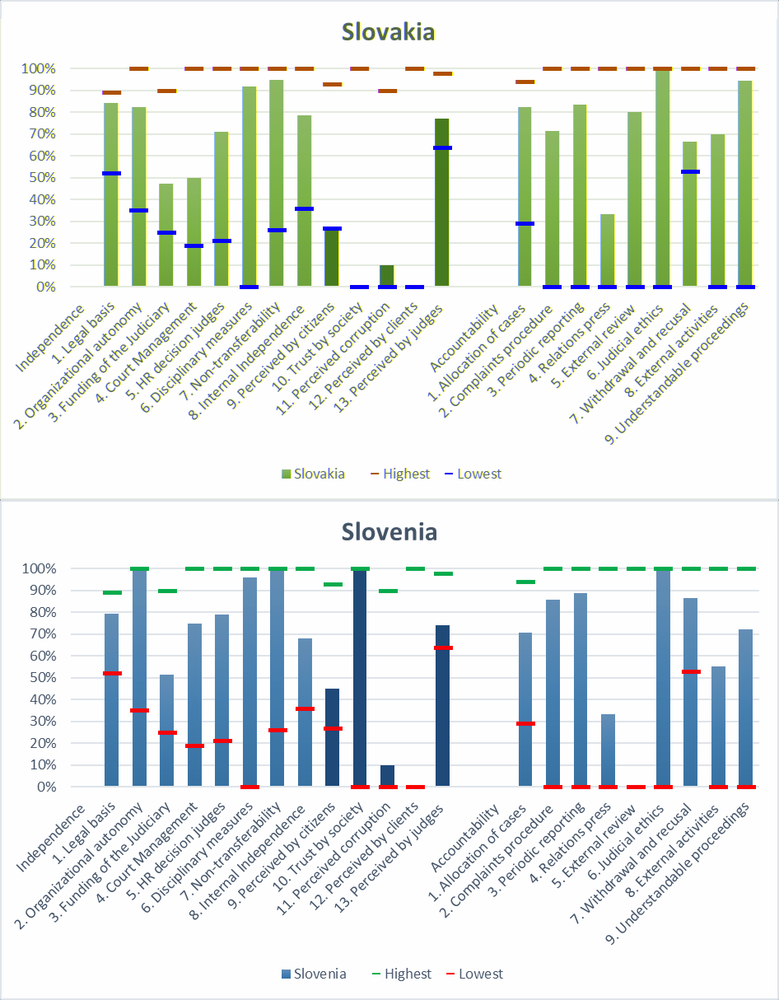 Slovakia
100%
90%
80%
70%
60%
50%
40%
30%
20%
10%
0%
Independence
1. Legal basis
2. Organizational autonomy
3. Funding of the Judiciary
4. Court Management
5. HR decision judges
6. Disciplinary measures
7. Non-transferability
8. Internal Independence
9. Perceived by citizens
10. Trust by society
11. Perceived corruption
12. Perceived by clients
13. Perceived by judges
Accountability
1. Allocation of cases
2. Complaints procedure
3. Periodic reporting
4. Relations press
5. External review
6. Judicial ethics
7. Withdrawal and recusal
8. External activities
9. Understandable proceedings
Slovakia Highest Lowest
Slovenia
100%
90%
80%
70%
60%
50%
40%
30%
20%
10%
0%
Independence
1. Legal basis
2. Organizational autonomy
3. Funding of the Judiciary
4. Court Management
5. HR decision judges
6. Disciplinary measures
7. Non-transferability
8. Internal Independence
9. Perceived by citizens
10. Trust by society
11. Perceived corruption
12. Perceived by clients
13. Perceived by judges
Accountability
1. Allocation of cases
2. Complaints procedure
3. Periodic reporting
4. Relations press
5. External review
6. Judicial ethics
7. Withdrawal and recusal
8. External activities
9. Understandable proceedings
Slovenia Highest Lowest